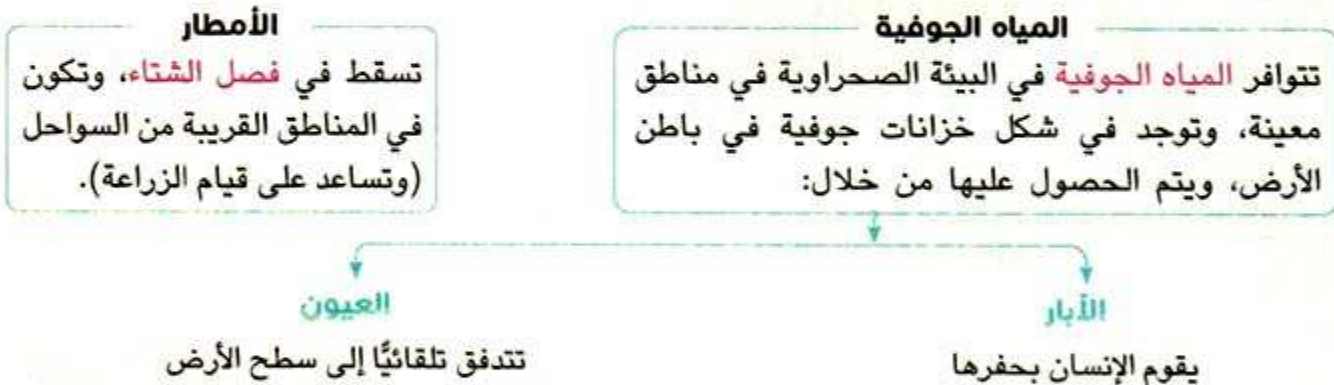 المياه الجوفية
تتوافر المياه الجوفية في البيئة الصحراوية في مناطق
معينة، وتوجد في شكل خزانات جوفية في باطن
الأرض، ويتم الحصول عليها من خلال:
الأمطار
تسقط في فصل الشتاء، وتكون
في المناطق القريبة من السواحل
(وتساعد على قيام الزراعة).
الآبار
يقوم الإنسان بحفرها
العيون
تتدفق تلقائيًّا إلى سطح الأرض